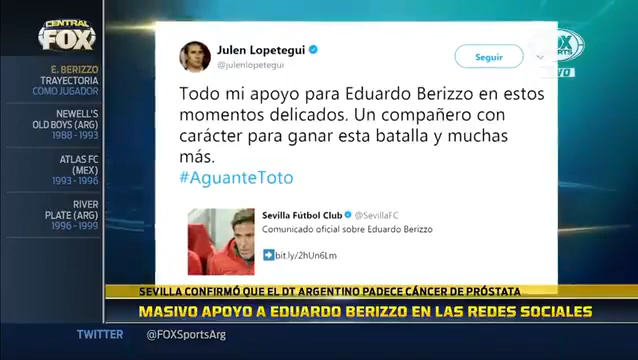 CENTRAL
FOX
E. BERIZZO
TRAYECTORIA
COMO JUGADOR
NEWELL'S
OLD BOYS (ARG)
1988 - 1993
ATLAS FC
(MEX)
1993 - 1996
RIVER
PLATE (ARG)
1996 - 1999
Julen Lopetegui
@julenlopetegui
Seguir
FOX
SPORTS
Todo mi apoyo para Eduardo Berizzo en estos
momentos delicados. Un compañero con
carácter para ganar esta batalla y muchas
más.
#AguanteToto
Sevilla Fútbol Club @SevillaFC
Comunicado oficial sobre Eduardo Berizzo
bit.ly/2hUn6Lm
SEVILLA CONFIRMÓ QUE EL DT ARGENTINO PADECE CÁNCER DE PRÓSTATA
MASIVO APOYO A EDUARDO BERIZZO EN LAS REDES SOCIALES
TWITTER @FOXSportsArg